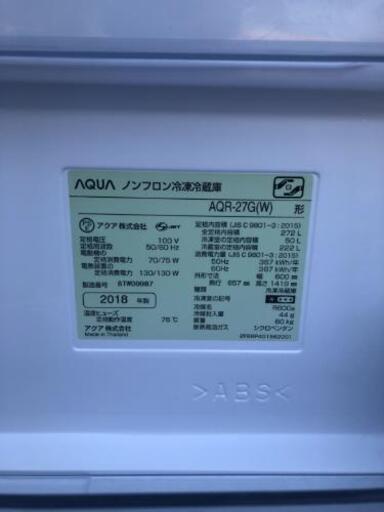 AQUA ノンフロン冷凍冷蔵庫
AQR-27G(W) 形
アクア株式会社
定格電圧 100 V
定格周波数 50/60 Hz
電動機の定格消費電力 70/75 W
電熱装置の定格消費電力 130/130 W
製造番号
2018 年製
温度ヒューズ
定格動作温度 76 ℃
アクア 株式会社
Made in Thailand
定格内容積 (JIS C 9801-3:2015)
全定格内容積 272 L
冷凍室の定格内容積 50 L
冷蔵室の定格内容積 222 L
消費電力量 (JIS C 9801-3:2015)
50Hz 387 kWh/年
60Hz 387 kWh/年
外形寸法 幅 600 mm
奥行 657 mm 高さ 1419 mm
種類 冷凍冷蔵庫
冷凍室の記号
冷媒名 R600a
冷媒封入量 44 g
質量 60 kg
断熱発泡ガス シクロペンタン
>ABS<